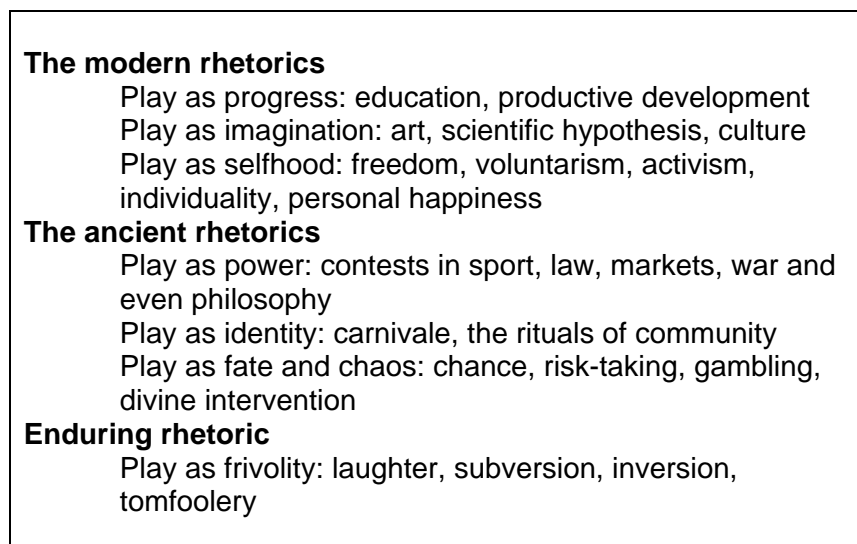 The modern rhetorics
Play as progress: education, productive development
Play as imagination: art, scientific hypothesis, culture
Play as selfhood: freedom, voluntarism, activism,
individuality, personal happiness
The ancient rhetorics
Play as power: contests in sport, law, markets, war and
even philosophy
Play as identity: carnivale, the rituals of community
Play as fate and chaos: chance, risk-taking, gambling,
divine intervention
Enduring rhetoric
Play as frivolity: laughter, subversion, inversion,
tomfoolery